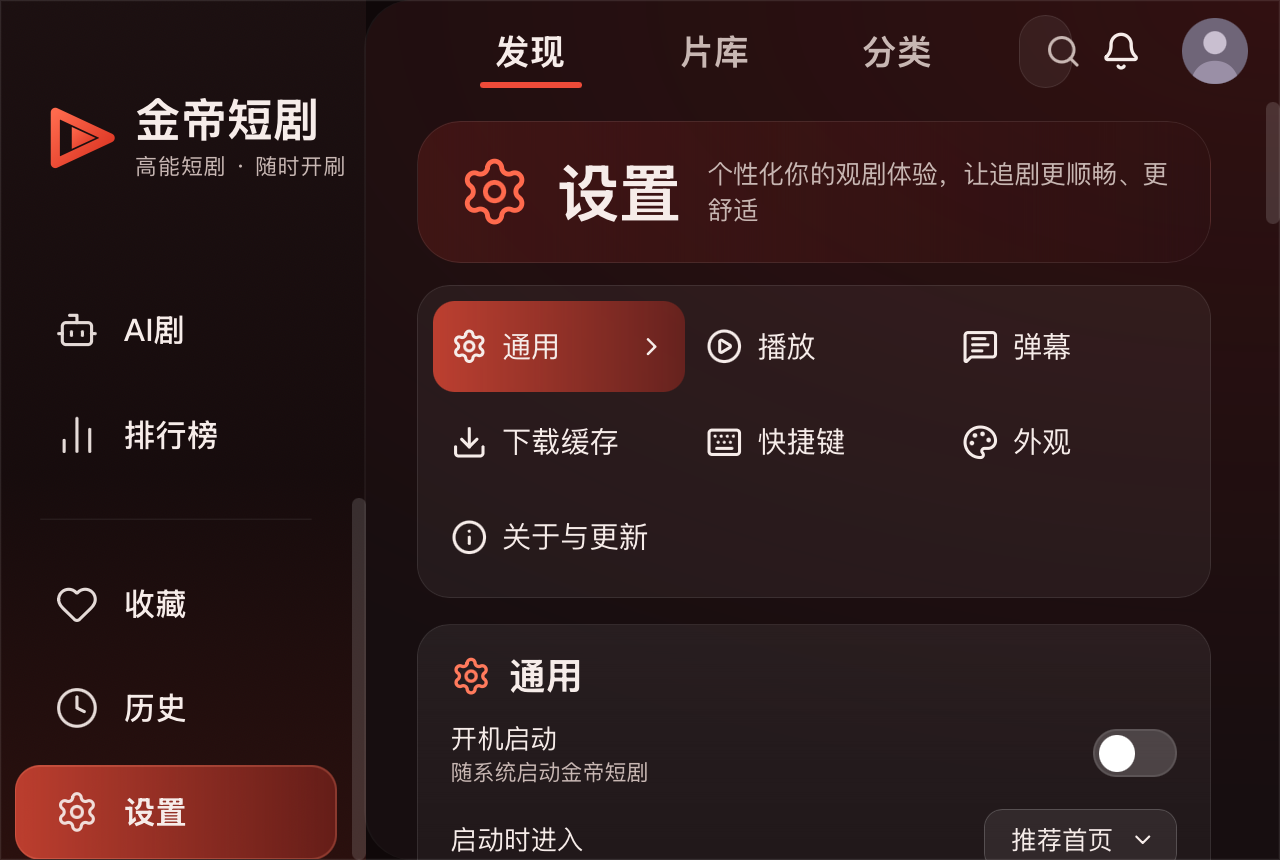 发现
片库
分类
金帝短剧
高能短剧 · 随时开刷
AI剧
排行榜
收藏
历史
设置
设置
个性化你的观剧体验，让追剧更顺畅、更
舒适
通用
播放
弹幕
下载缓存
快捷键
外观
关于与更新
通用
开机启动
随系统启动金帝短剧
启动时进入
推荐首页